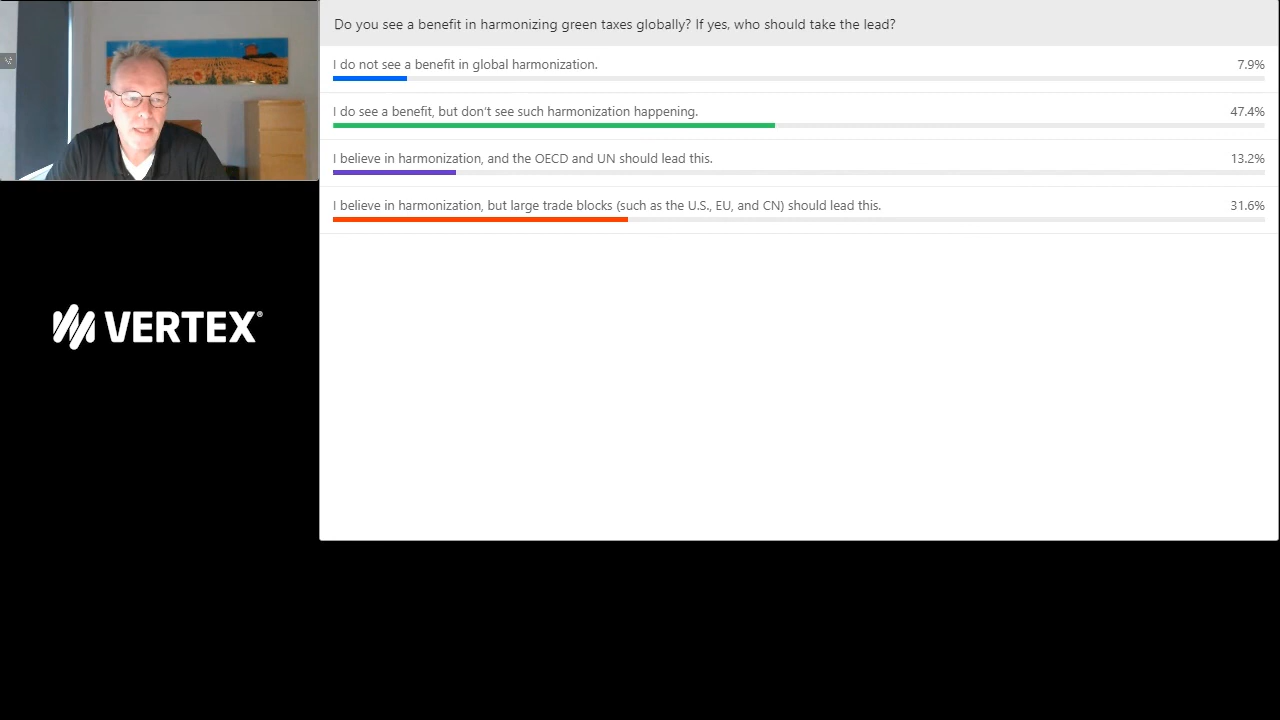 Do you see a benefit in harmonizing green taxes globally? If yes, who should take the lead?
I do not see a benefit in global harmonization. 7.9%
I do see a benefit, but don't see such harmonization happening. 47.4%
I believe in harmonization, and the OECD and UN should lead this. 13.2%
I believe in harmonization, but large trade blocks (such as the U.S., EU, and CN) should lead this. 31.6%
VERTEX®